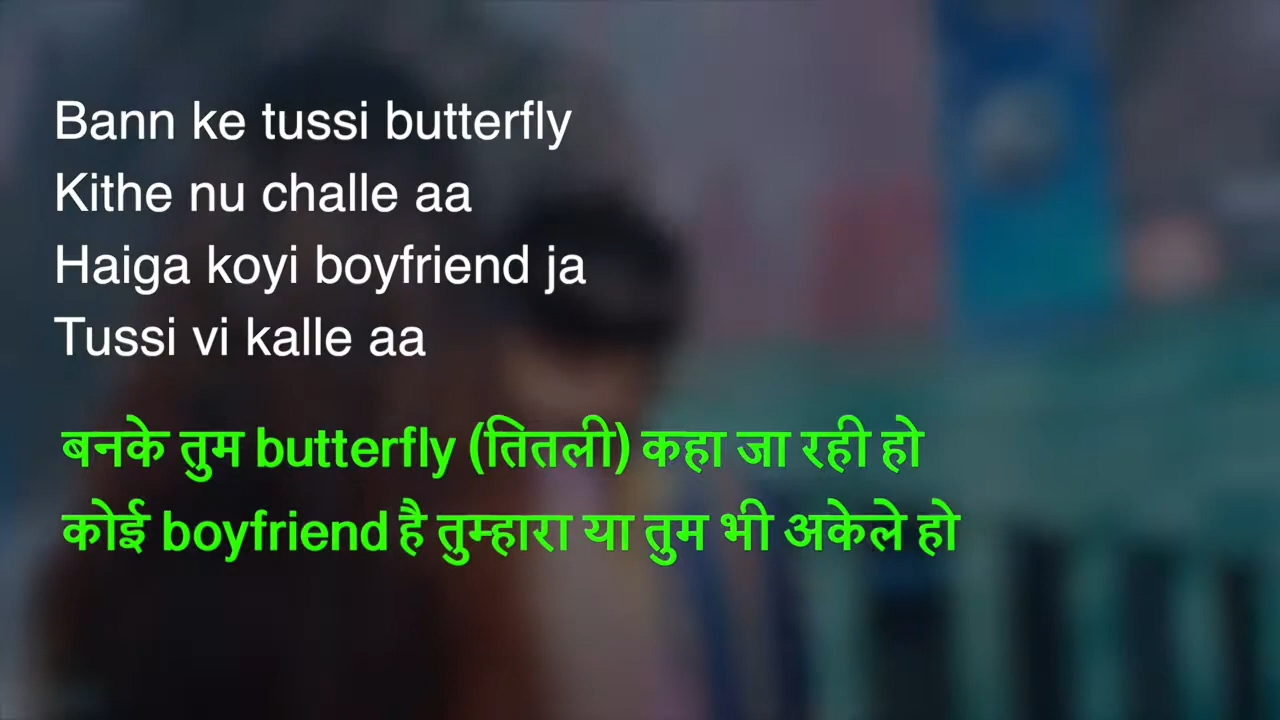 Bann ke tussi butterfly
Kithe nu challe aa
Haiga koyi boyfriend ja
Tussi vi kalle aa
बनके तुम butterfly (तितली) कहा जा रही हो
कोई boyfriend है तुम्हारा या तुम भी अकेले हो